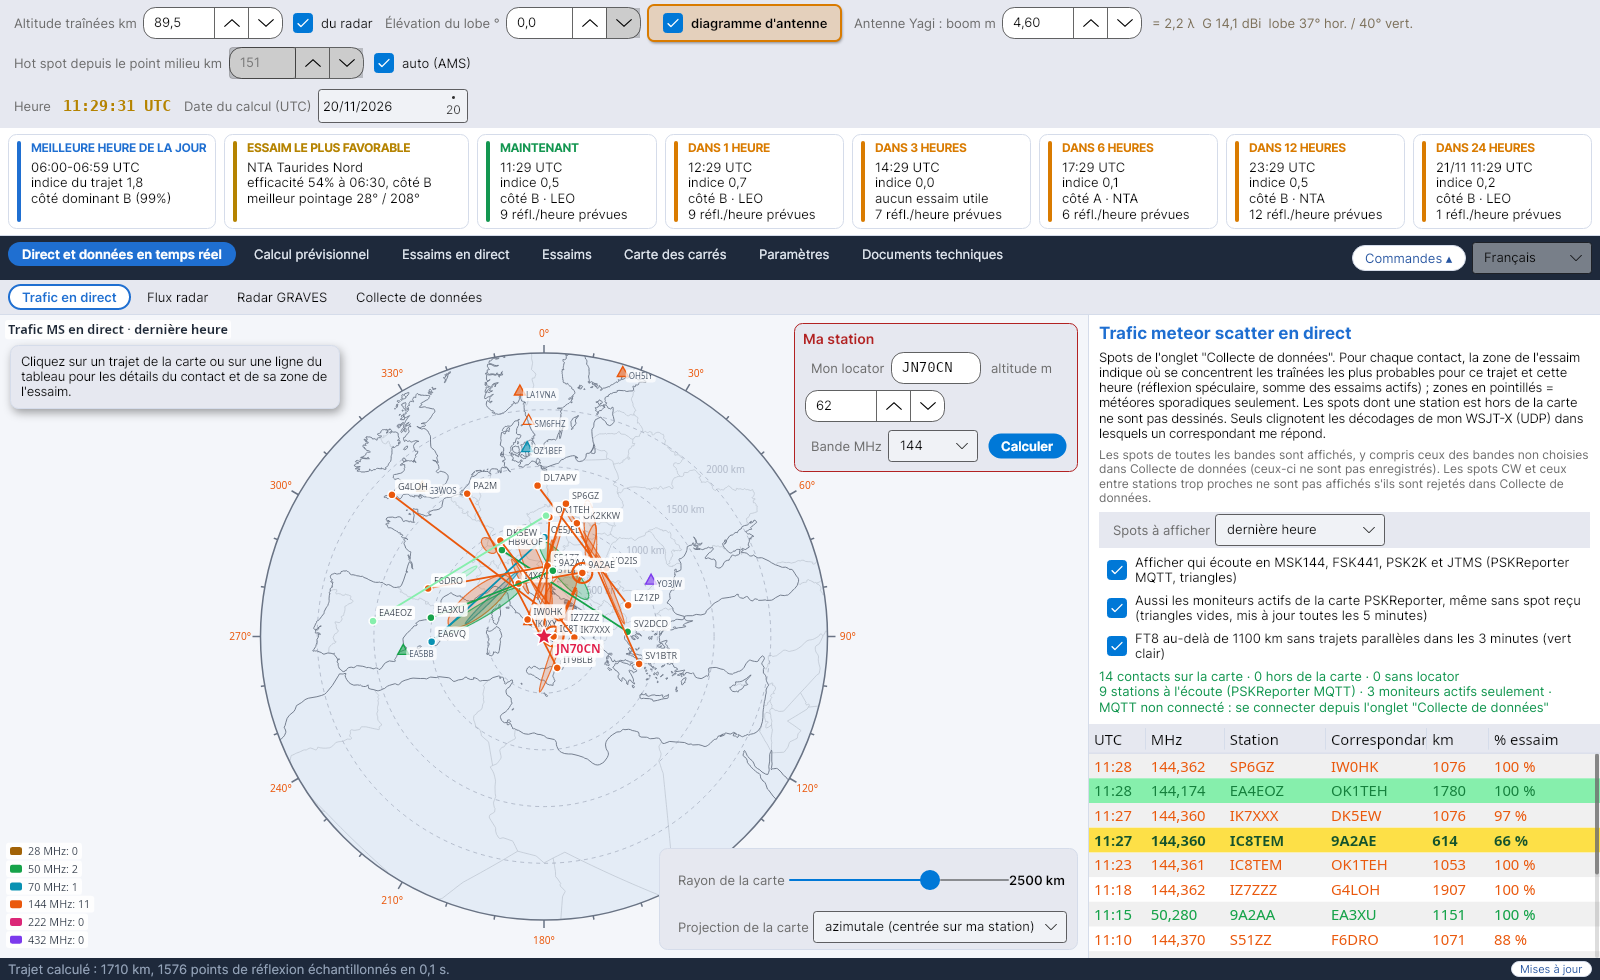 Altitude traînées km 89,5 du radar Élévation du lobe ° 0,0 diagramme d'antenne Antenne Yagi : boom m 4,60 = 2,2 λ G 14,1 dBi lobe 37° hor. / 40° vert.
Hot spot depuis le point milieu km 151 auto (AMS)
Heure 11:29:31 UTC Date du calcul (UTC) 20/11/2026 20
MEILLEURE HEURE DE LA JOUR
06:00-06:59 UTC
indice du trajet 1,8
côté dominant B (99%)
ESSAIM LE PLUS FAVORABLE
NTA Taurides Nord
efficacité 54% à 06:30, côté B
meilleur pointage 28° / 208°
MAINTENANT
11:29 UTC
indice 0,5
côté B · LEO
9 réfl./heure prévues
DANS 1 HEURE
12:29 UTC
indice 0,7
côté B · LEO
9 réfl./heure prévues
DANS 3 HEURES
14:29 UTC
indice 0,0
aucun essaim utile
7 réfl./heure prévues
DANS 6 HEURES
17:29 UTC
indice 0,1
côté A · NTA
6 réfl./heure prévues
DANS 12 HEURES
23:29 UTC
indice 0,5
côté B · NTA
12 réfl./heure prévues
DANS 24 HEURES
21/11 11:29 UTC
indice 0,2
côté B · LEO
1 réfl./heure prévues
Direct et données en temps réel Calcul prévisionnel Essaims en direct Essaims Carte des carrés Paramètres Documents techniques Commandes ▴ Français
Trafic en direct Flux radar Radar GRAVES Collecte de données
Trafic MS en direct · dernière heure
Cliquez sur un trajet de la carte ou sur une ligne du
tableau pour les détails du contact et de sa zone de
l'essaim.
0°
30°
60°
90°
120°
180°
210°
240°
270°
300°
330°
2000 km
1500 km
1000 km
LA1VNA
SM6FHZ
OZ1BEF
DL7APV
G4LOH
G3WOS
PA2M
SP6GZ
OK1TEH
OK2KKW
DK5EW
HB9COF
9A2AE
YO3JW
F6DRO
LZ1ZP
EA4EOZ
EA3XU
IW0HK
IZ7ZZZ
SV2DCD
IK7XXX
EA6VQ
EA5BB
JN70CN
SV1BTR
IT9BLB
28 MHz: 0
50 MHz: 2
70 MHz: 1
144 MHz: 11
222 MHz: 0
432 MHz: 0
Ma station
Mon locator JN70CN altitude m
62
Bande MHz 144 Calculer
Rayon de la carte 2500 km
Projection de la carte azimutale (centrée sur ma station)
Trafic meteor scatter en direct
Spots de l'onglet "Collecte de données". Pour chaque contact, la zone de l'essaim
indique où se concentrent les traînées les plus probables pour ce trajet et cette
heure (réflexion spéculaire, somme des essaims actifs) ; zones en pointillés =
météores sporadiques seulement. Les spots dont une station est hors de la carte
ne sont pas dessinés. Seuls clignotent les décodages de mon WSJT-X (UDP) dans
lesquels un correspondant me répond.
Les spots de toutes les bandes sont affichés, y compris ceux des bandes non choisies
dans Collecte de données (ceux-ci ne sont pas enregistrés). Les spots CW et ceux
entre stations trop proches ne sont pas affichés s'ils sont rejetés dans Collecte de
données.
Spots à afficher dernière heure
Afficher qui écoute en MSK144, FSK441, PSK2K et JTMS (PSKReporter
MQTT, triangles)
Aussi les moniteurs actifs de la carte PSKReporter, même sans spot reçu
(triangles vides, mis à jour toutes les 5 minutes)
FT8 au-delà de 1100 km sans trajets parallèles dans les 3 minutes (vert
clair)
14 contacts sur la carte · 0 hors de la carte · 0 sans locator
9 stations à l'écoute (PSKReporter MQTT) · 3 moniteurs actifs seulement ·
MQTT non connecté : se connecter depuis l'onglet "Collecte de données"
UTC MHz Station Correspondar km % essaim
11:28 144,362 SP6GZ IW0HK 1076 100 %
11:28 144,174 EA4EOZ OK1TEH 1780 100 %
11:27 144,360 IK7XXX DK5EW 1076 97 %
11:27 144,360 IC8TEM 9A2AE 614 66 %
11:23 144,361 IC8TEM OK1TEH 1053 100 %
11:18 144,362 IZ7ZZZ G4LOH 1907 100 %
11:15 50,280 9A2AA EA3XU 1151 100 %
11:10 144,370 S51ZZ F6DRO 1071 88 %
Trajet calculé : 1710 km, 1576 points de réflexion échantillonnés en 0,1 s.
Mises à jour